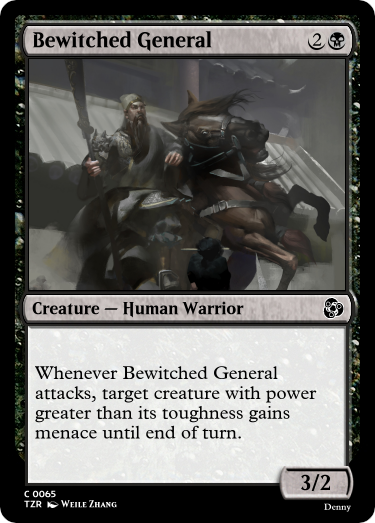 Bewitched General 2
Creature — Human Warrior
Whenever Bewitched General
attacks, target creature with power
greater than its toughness gains
menace until end of turn.
3/2
C 0065
TZR Weile Zhang
Denny